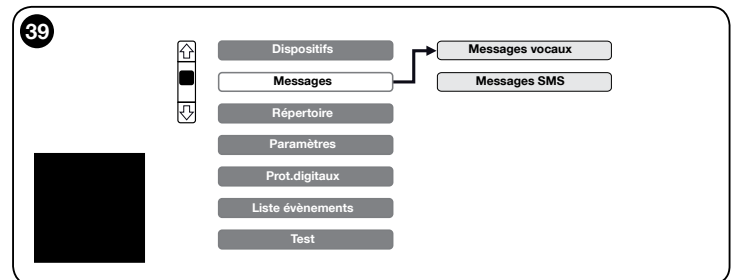 39
Dispositifs
Messages
Répertoire
Paramètres
Prot.digitaux
Liste évènements
Test
Messages vocaux
Messages SMS